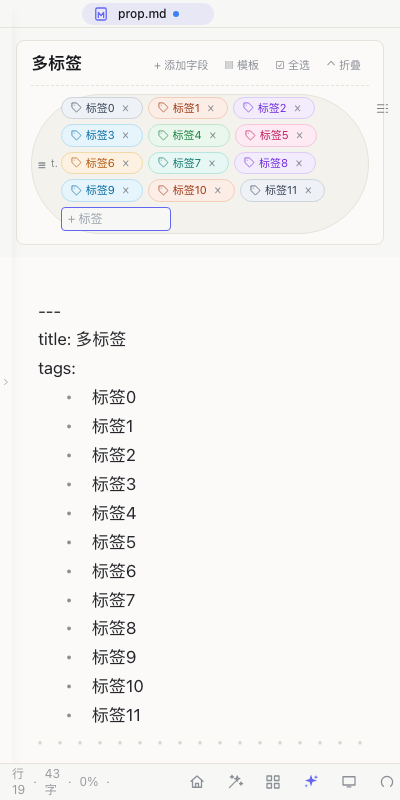 prop.md
多标签
+ 添加字段 模板 全选 折叠
标签0 × 标签1 × 标签2 ×
标签3 × 标签4 × 标签5 ×
t. 标签6 × 标签7 × 标签8 ×
标签9 × 标签10 × 标签11 ×
+ 标签
---
title: 多标签
tags:
• 标签0
• 标签1
• 标签2
• 标签3
• 标签4
• 标签5
• 标签6
• 标签7
• 标签8
• 标签9
• 标签10
• 标签11
行 19 · 43 字 · 0% ·